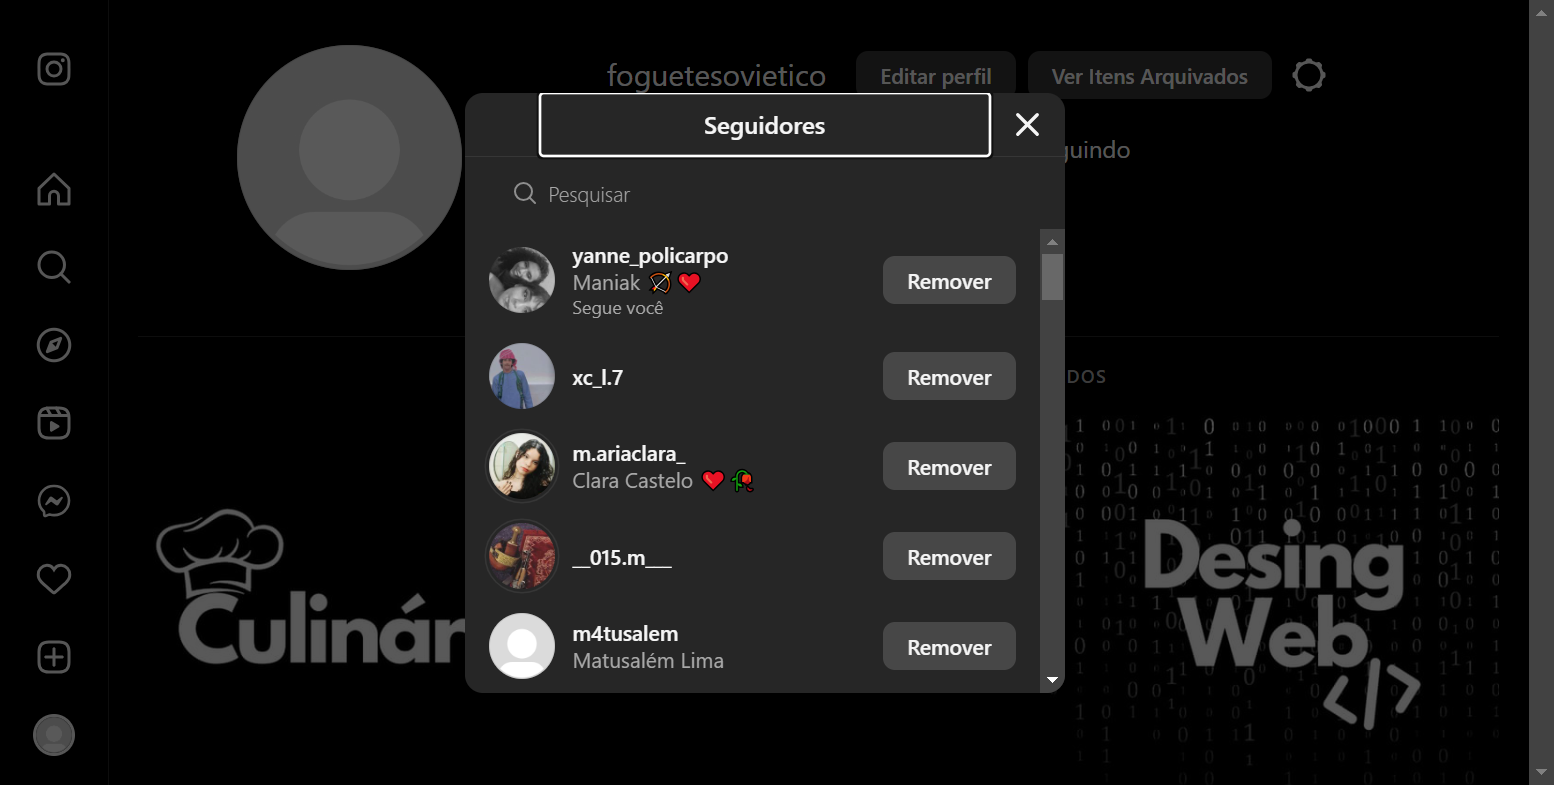 foguetesovietico
Editar perfil
Ver Itens Arquivados
Seguidores
guindo
Pesquisar
yanne_policarpo
Maniak 🏹❤️
Segue você
Remover
xc_l.7
Remover
DOS
m.ariaclara_
Clara Castelo ❤️🥀
Remover
__015.m___
Remover
m4tusalem
Matusalém Lima
Remover
Culinár
Desing
Web
</>